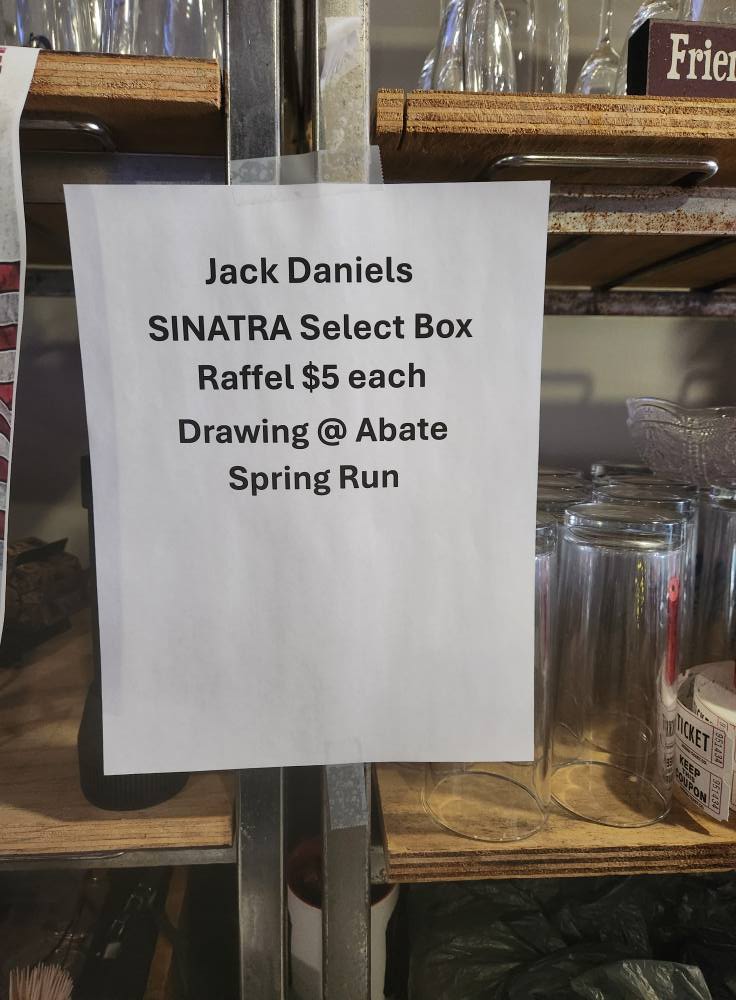 Frien
Jack Daniels
SINATRA Select Box
Raffel $5 each
Drawing @ Abate
Spring Run
TICKET
KEEP
COUPON